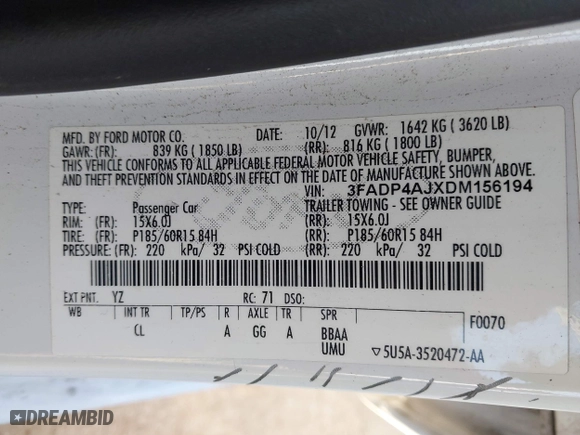 MFD. BY FORD MOTOR CO. DATE: 10/12 GVWR: 1642 KG ( 3620 LB)
GAWR: (FR): 839 KG ( 1850 LB) (RR): 816 KG ( 1800 LB)
THIS VEHICLE CONFORMS TO ALL APPLICABLE FEDERAL MOTOR VEHICLE SAFETY, BUMPER,
AND THEFT PREVENTION STANDARDS IN EFFECT ON THE DATE OF MANUFACTURE SHOWN ABOVE.
VIN: 3FADP4AJXDM156194
TYPE: Passenger Car TRAILER TOWING - SEE OWNER GUIDE
RIM: (FR): 15X6.0J (RR): 15X6.0J
TIRE: (FR): P185/60R15 84H (RR): P185/60R15 84H
PRESSURE: (FR): 220 kPa/ 32 PSI COLD (RR): 220 kPa/ 32 PSI COLD
EXT PNT. YZ RC: 71 DSO:
WB INT TR TP/PS R AXLE TR SPR F0070
CL A GG A BBAA
UMU ▽5U5A-3520472-AA
DREAMBID